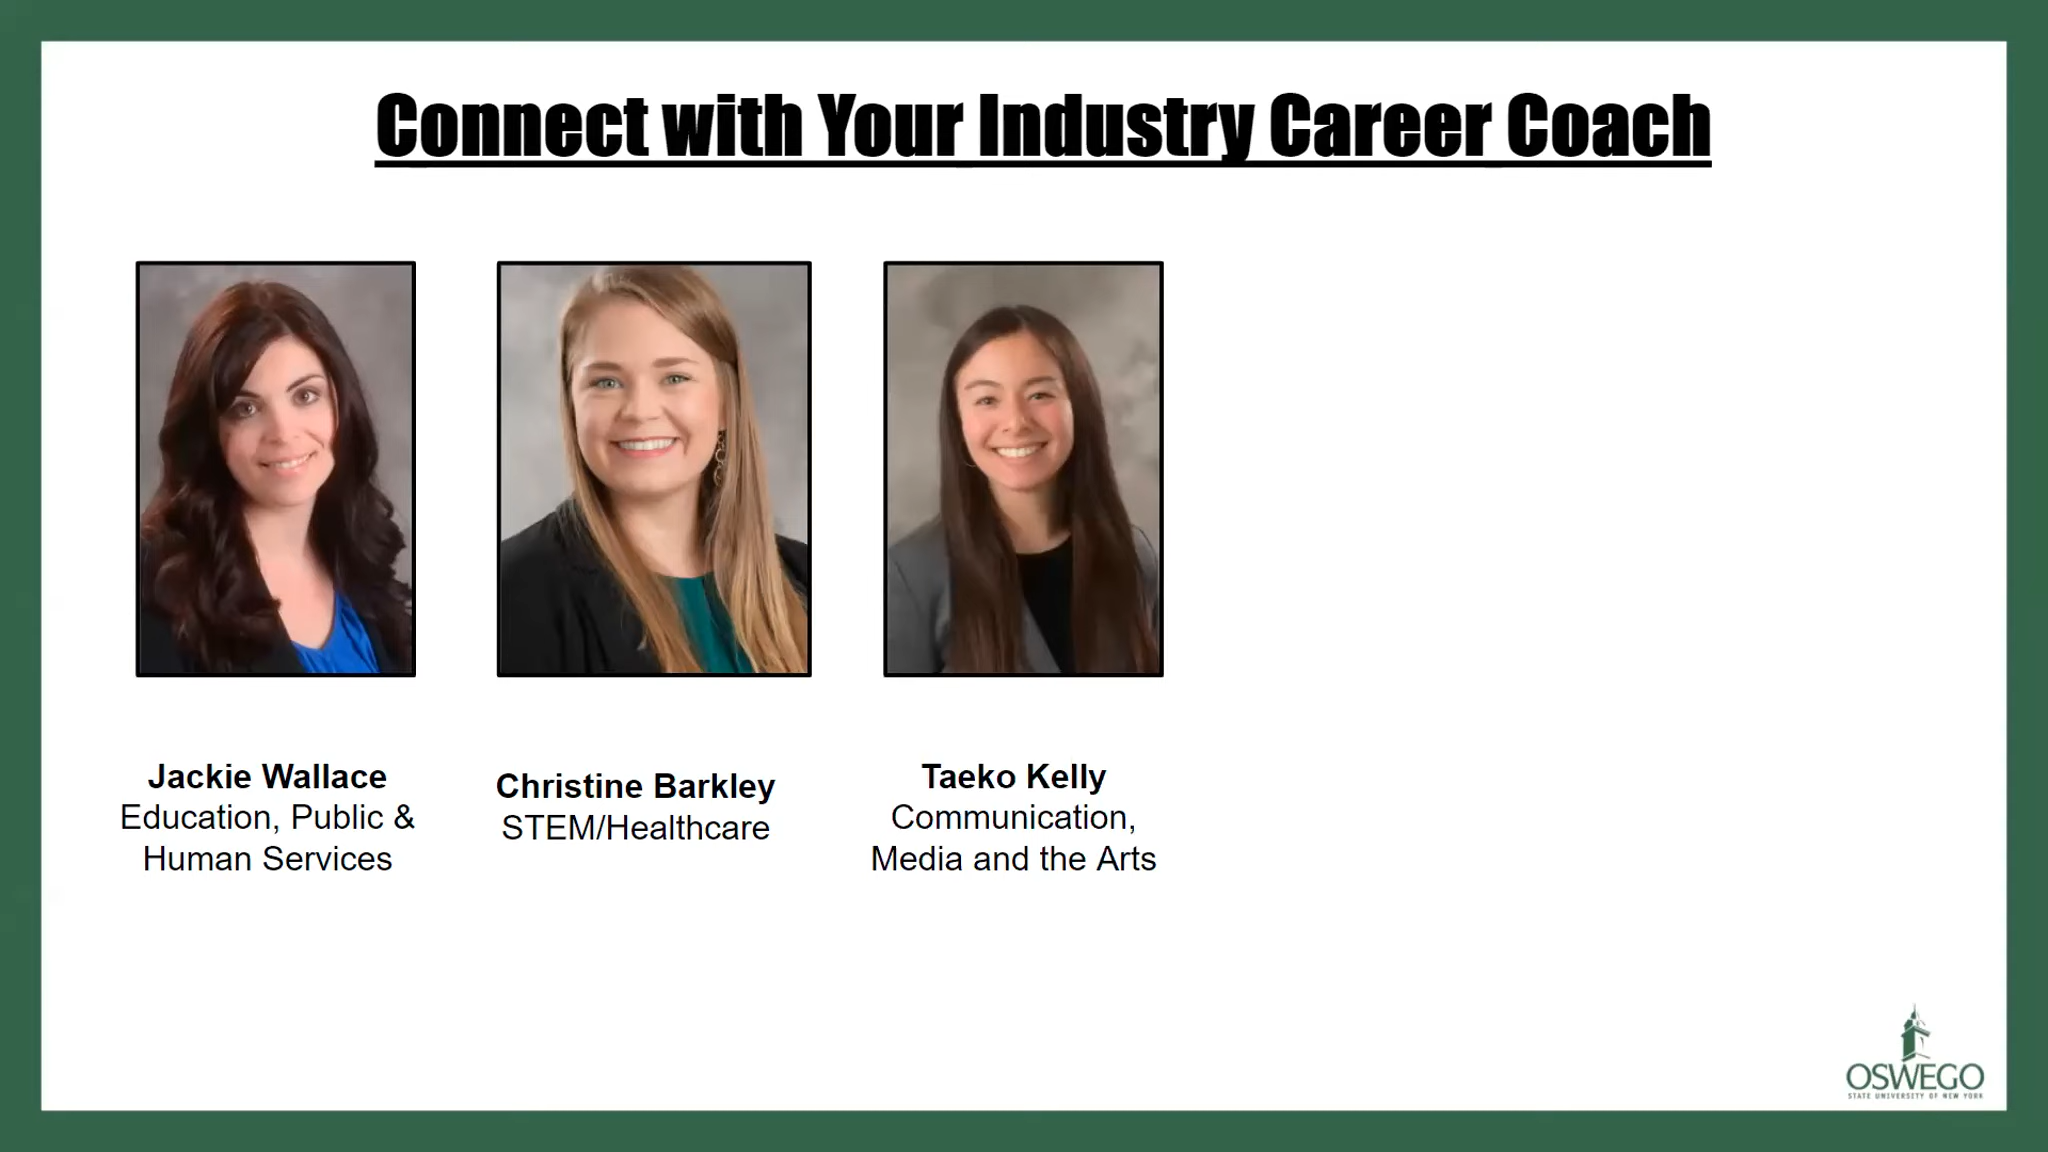 Connect with Your Industry Career Coach
Jackie Wallace
Education, Public &
Human Services
Christine Barkley
STEM/Healthcare
Taeko Kelly
Communication,
Media and the Arts
OSWEGO
STATE UNIVERSITY OF NEW YORK